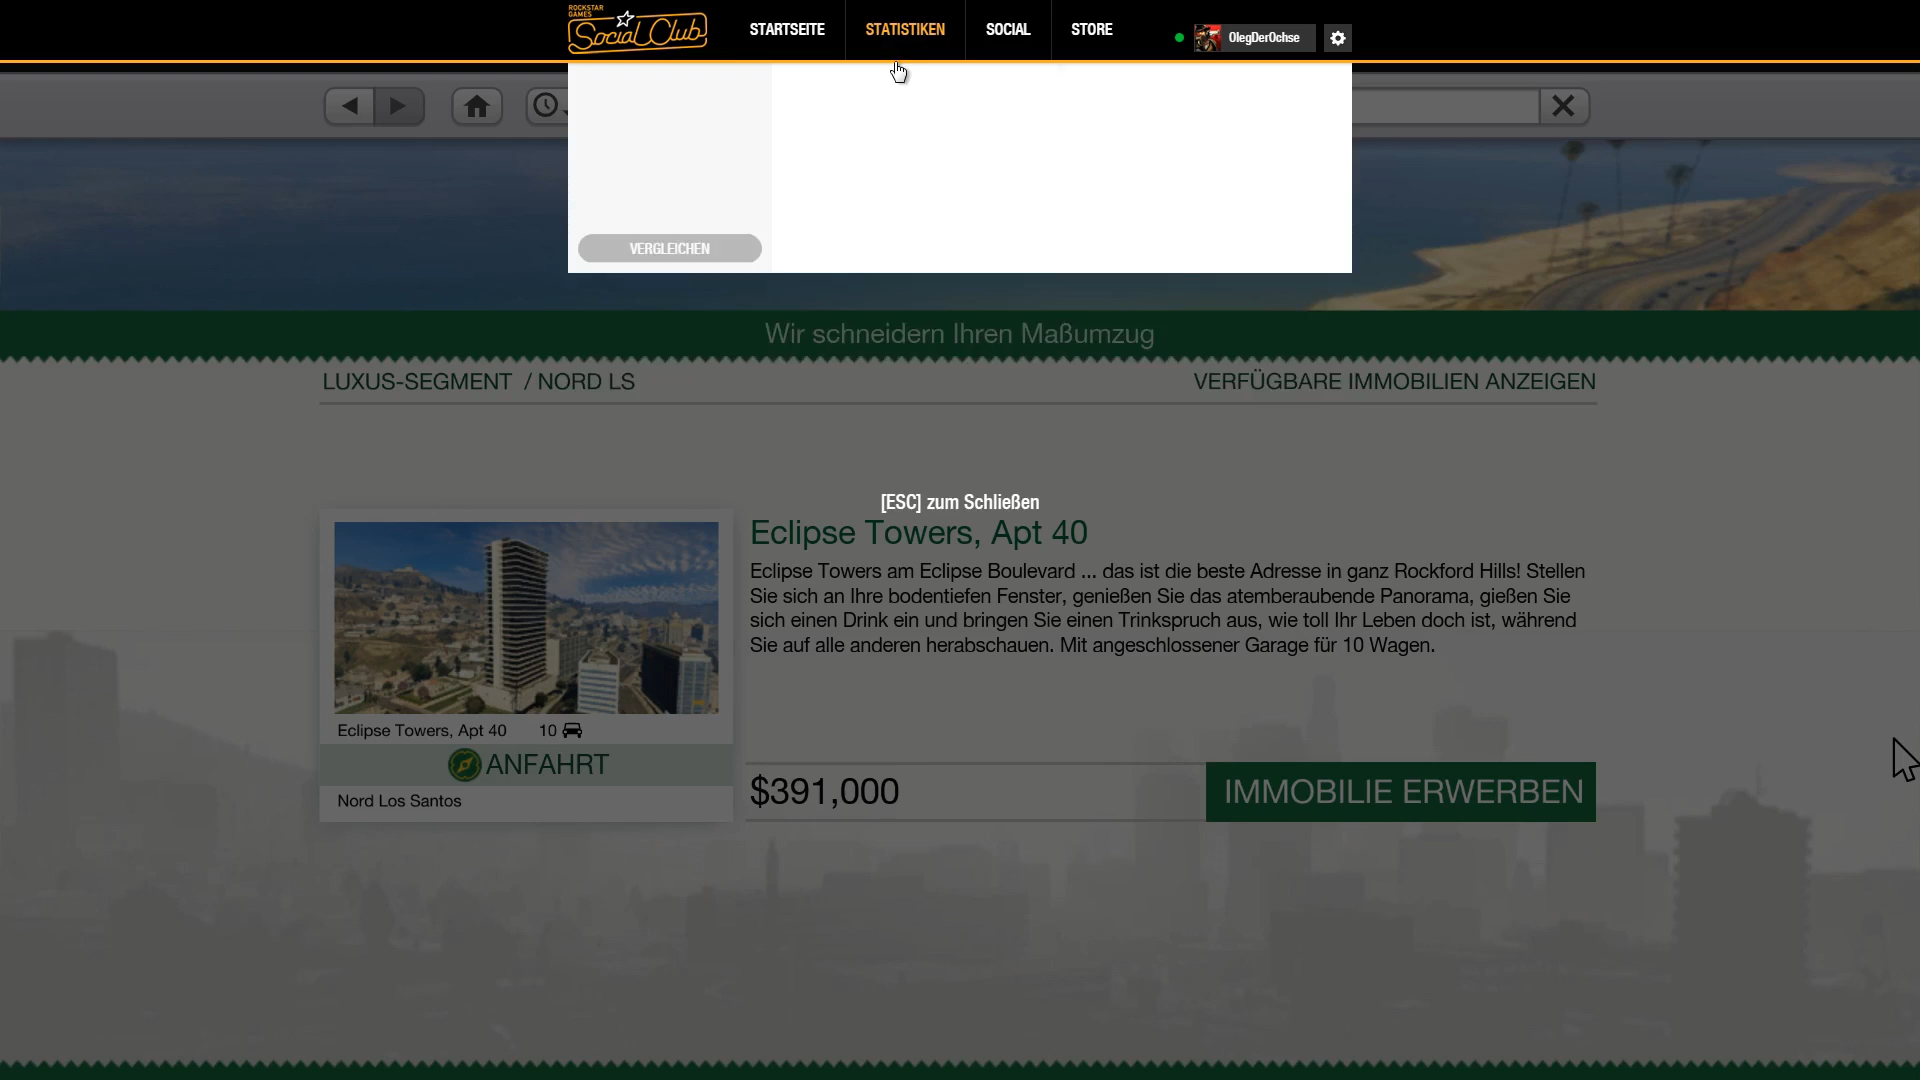 ROCKSTAR
GAMES
Social Club
STARTSEITE
STATISTIKEN
SOCIAL
STORE
OlegDerOchse
VERGLEICHEN
Wir schneidern Ihren Maßumzug
LUXUS-SEGMENT / NORD LS
VERFÜGBARE IMMOBILIEN ANZEIGEN
[ESC] zum Schließen
Eclipse Towers, Apt 40
Eclipse Towers am Eclipse Boulevard ... das ist die beste Adresse in ganz Rockford Hills! Stellen
Sie sich an Ihre bodentiefen Fenster, genießen Sie das atemberaubende Panorama, gießen Sie
sich einen Drink ein und bringen Sie einen Trinkspruch aus, wie toll Ihr Leben doch ist, während
Sie auf alle anderen herabschauen. Mit angeschlossener Garage für 10 Wagen.
Eclipse Towers, Apt 40 10
ANFAHRT
Nord Los Santos
$391,000
IMMOBILIE ERWERBEN